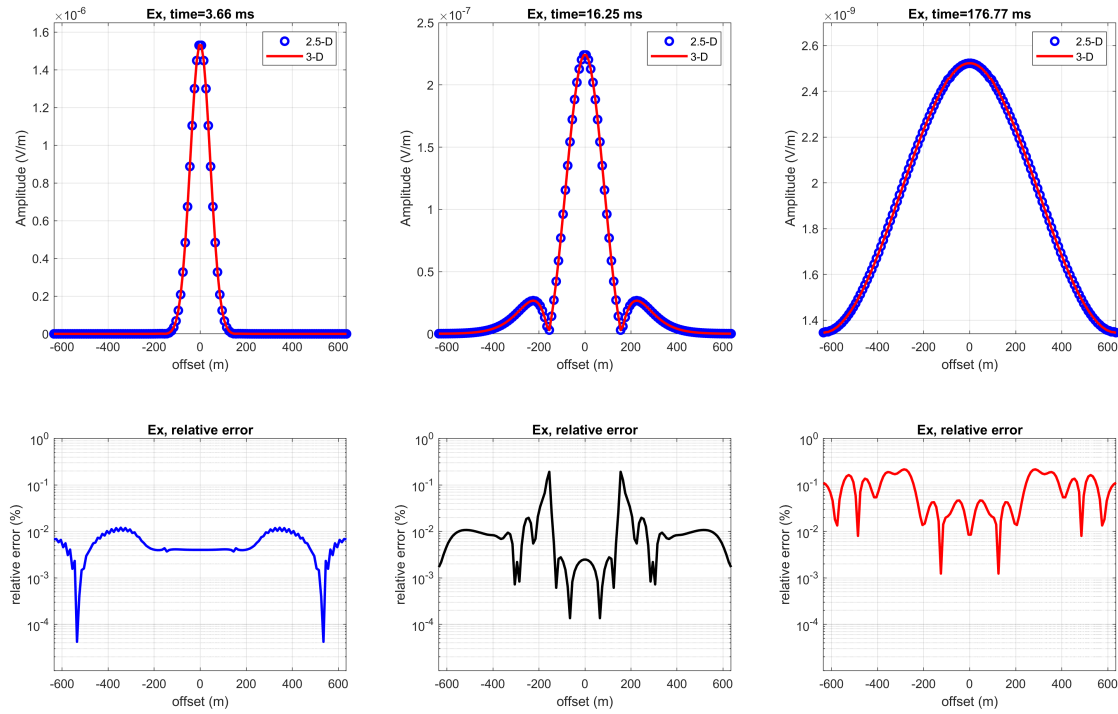 Ex, time=3.66 ms
×10⁻⁶
Amplitude (V/m)
1.6
1.4
1.2
1
0.8
0.6
0.4
0.2
0
-600 -400 -200 0 200 400 600
offset (m)
2.5-D
3-D
Ex, time=16.25 ms
×10⁻⁷
Amplitude (V/m)
2.5
2
1.5
1
0.5
0
-600 -400 -200 0 200 400 600
offset (m)
2.5-D
3-D
Ex, time=176.77 ms
×10⁻⁹
Amplitude (V/m)
2.6
2.4
2.2
2
1.8
1.6
1.4
-600 -400 -200 0 200 400 600
offset (m)
2.5-D
3-D
Ex, relative error
relative error (%)
10⁰
10⁻¹
10⁻²
10⁻³
10⁻⁴
-600 -400 -200 0 200 400 600
offset (m)
Ex, relative error
relative error (%)
10⁰
10⁻¹
10⁻²
10⁻³
10⁻⁴
-600 -400 -200 0 200 400 600
offset (m)
Ex, relative error
relative error (%)
10⁰
10⁻¹
10⁻²
10⁻³
10⁻⁴
-600 -400 -200 0 200 400 600
offset (m)